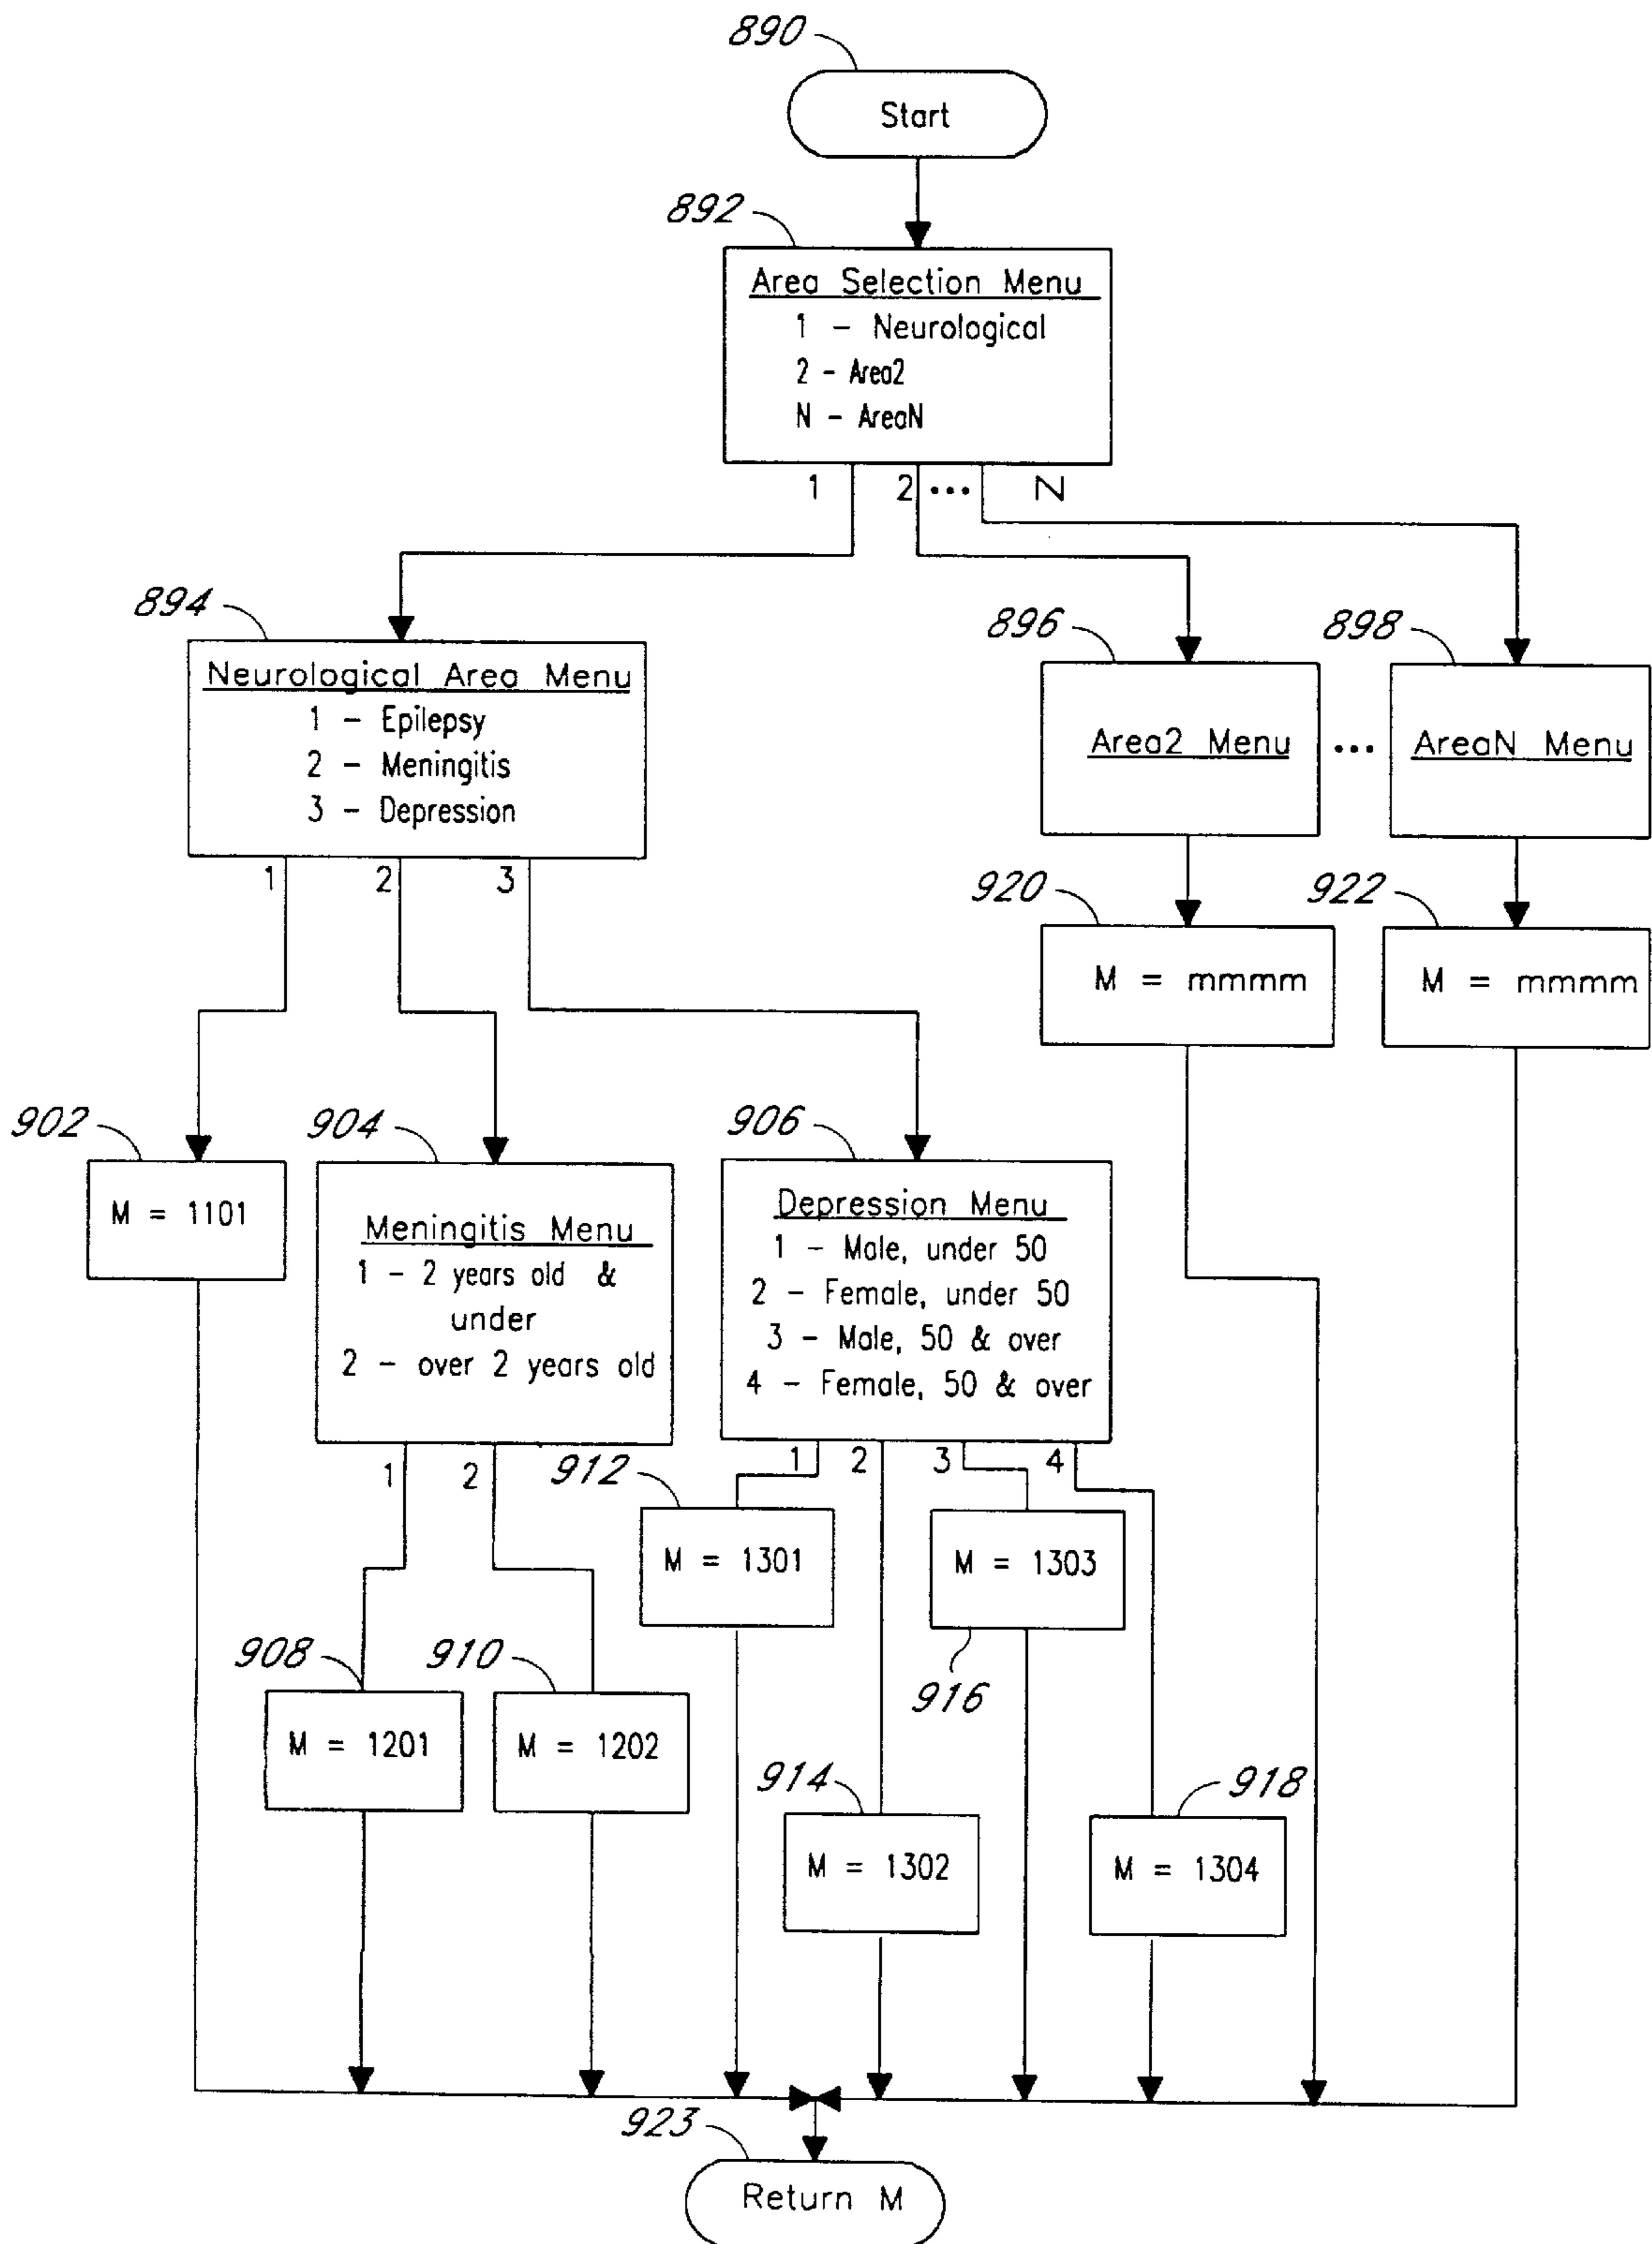 890
Start
892
Area Selection Menu
1 - Neurological
2 - Area2
N - AreaN
1 2 ... N
894
Neurological Area Menu
1 - Epilepsy
2 - Meningitis
3 - Depression
1 2 3
896
Area2 Menu
...
898
AreaN Menu
920
M = mmmm
922
M = mmmm
902
M = 1101
904
Meningitis Menu
1 - 2 years old &
under
2 - over 2 years old
1 2
906
Depression Menu
1 - Male, under 50
2 - Female, under 50
3 - Male, 50 & over
4 - Female, 50 & over
1 2 3 4
912
M = 1301
M = 1303
916
908
M = 1201
910
M = 1202
914
M = 1302
918
M = 1304
923
Return M